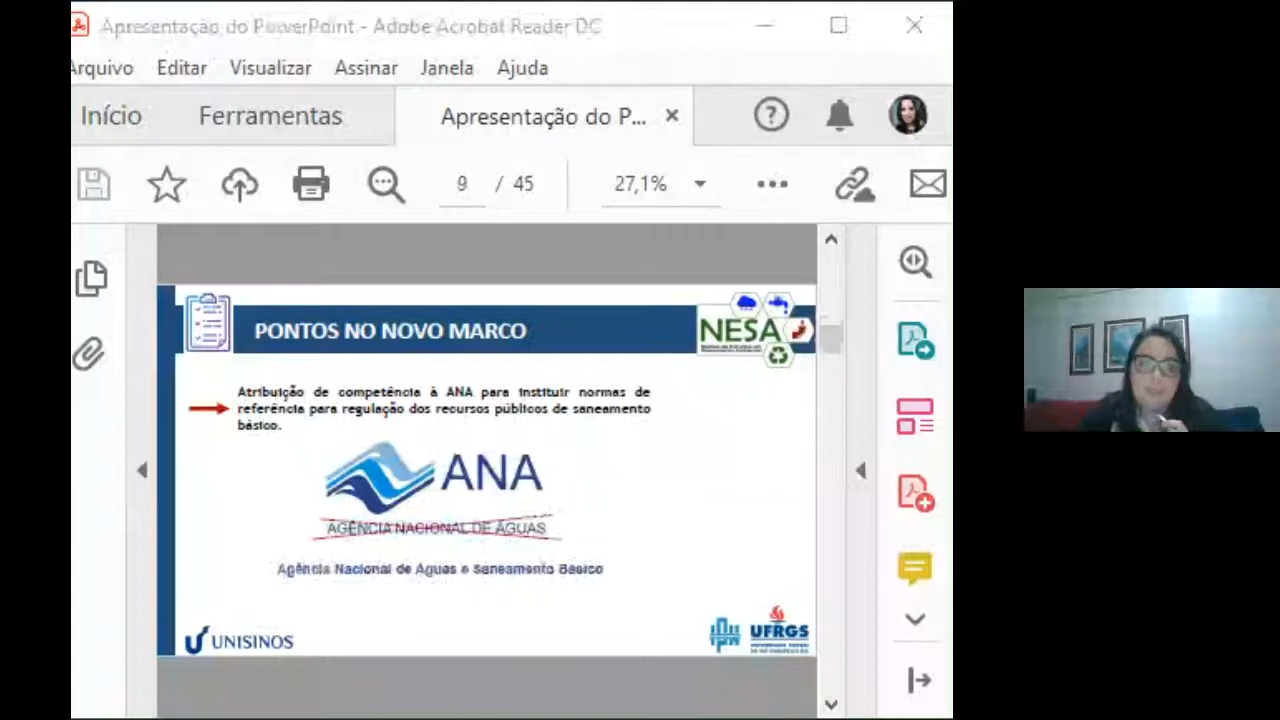 Apresentação do PowerPoint - Adobe Acrobat Reader DC
Arquivo Editar Visualizar Assinar Janela Ajuda
Início Ferramentas Apresentação do P...
9 / 45 27,1%
PONTOS NO NOVO MARCO
NESA
Atribuição de competência à ANA para instituir normas de
referência para regulação dos recursos públicos de saneamento
básico.
ANA
AGÊNCIA NACIONAL DE ÁGUAS
Agência Nacional de Águas e Saneamento Básico
UNISINOS
IPH UFRGS